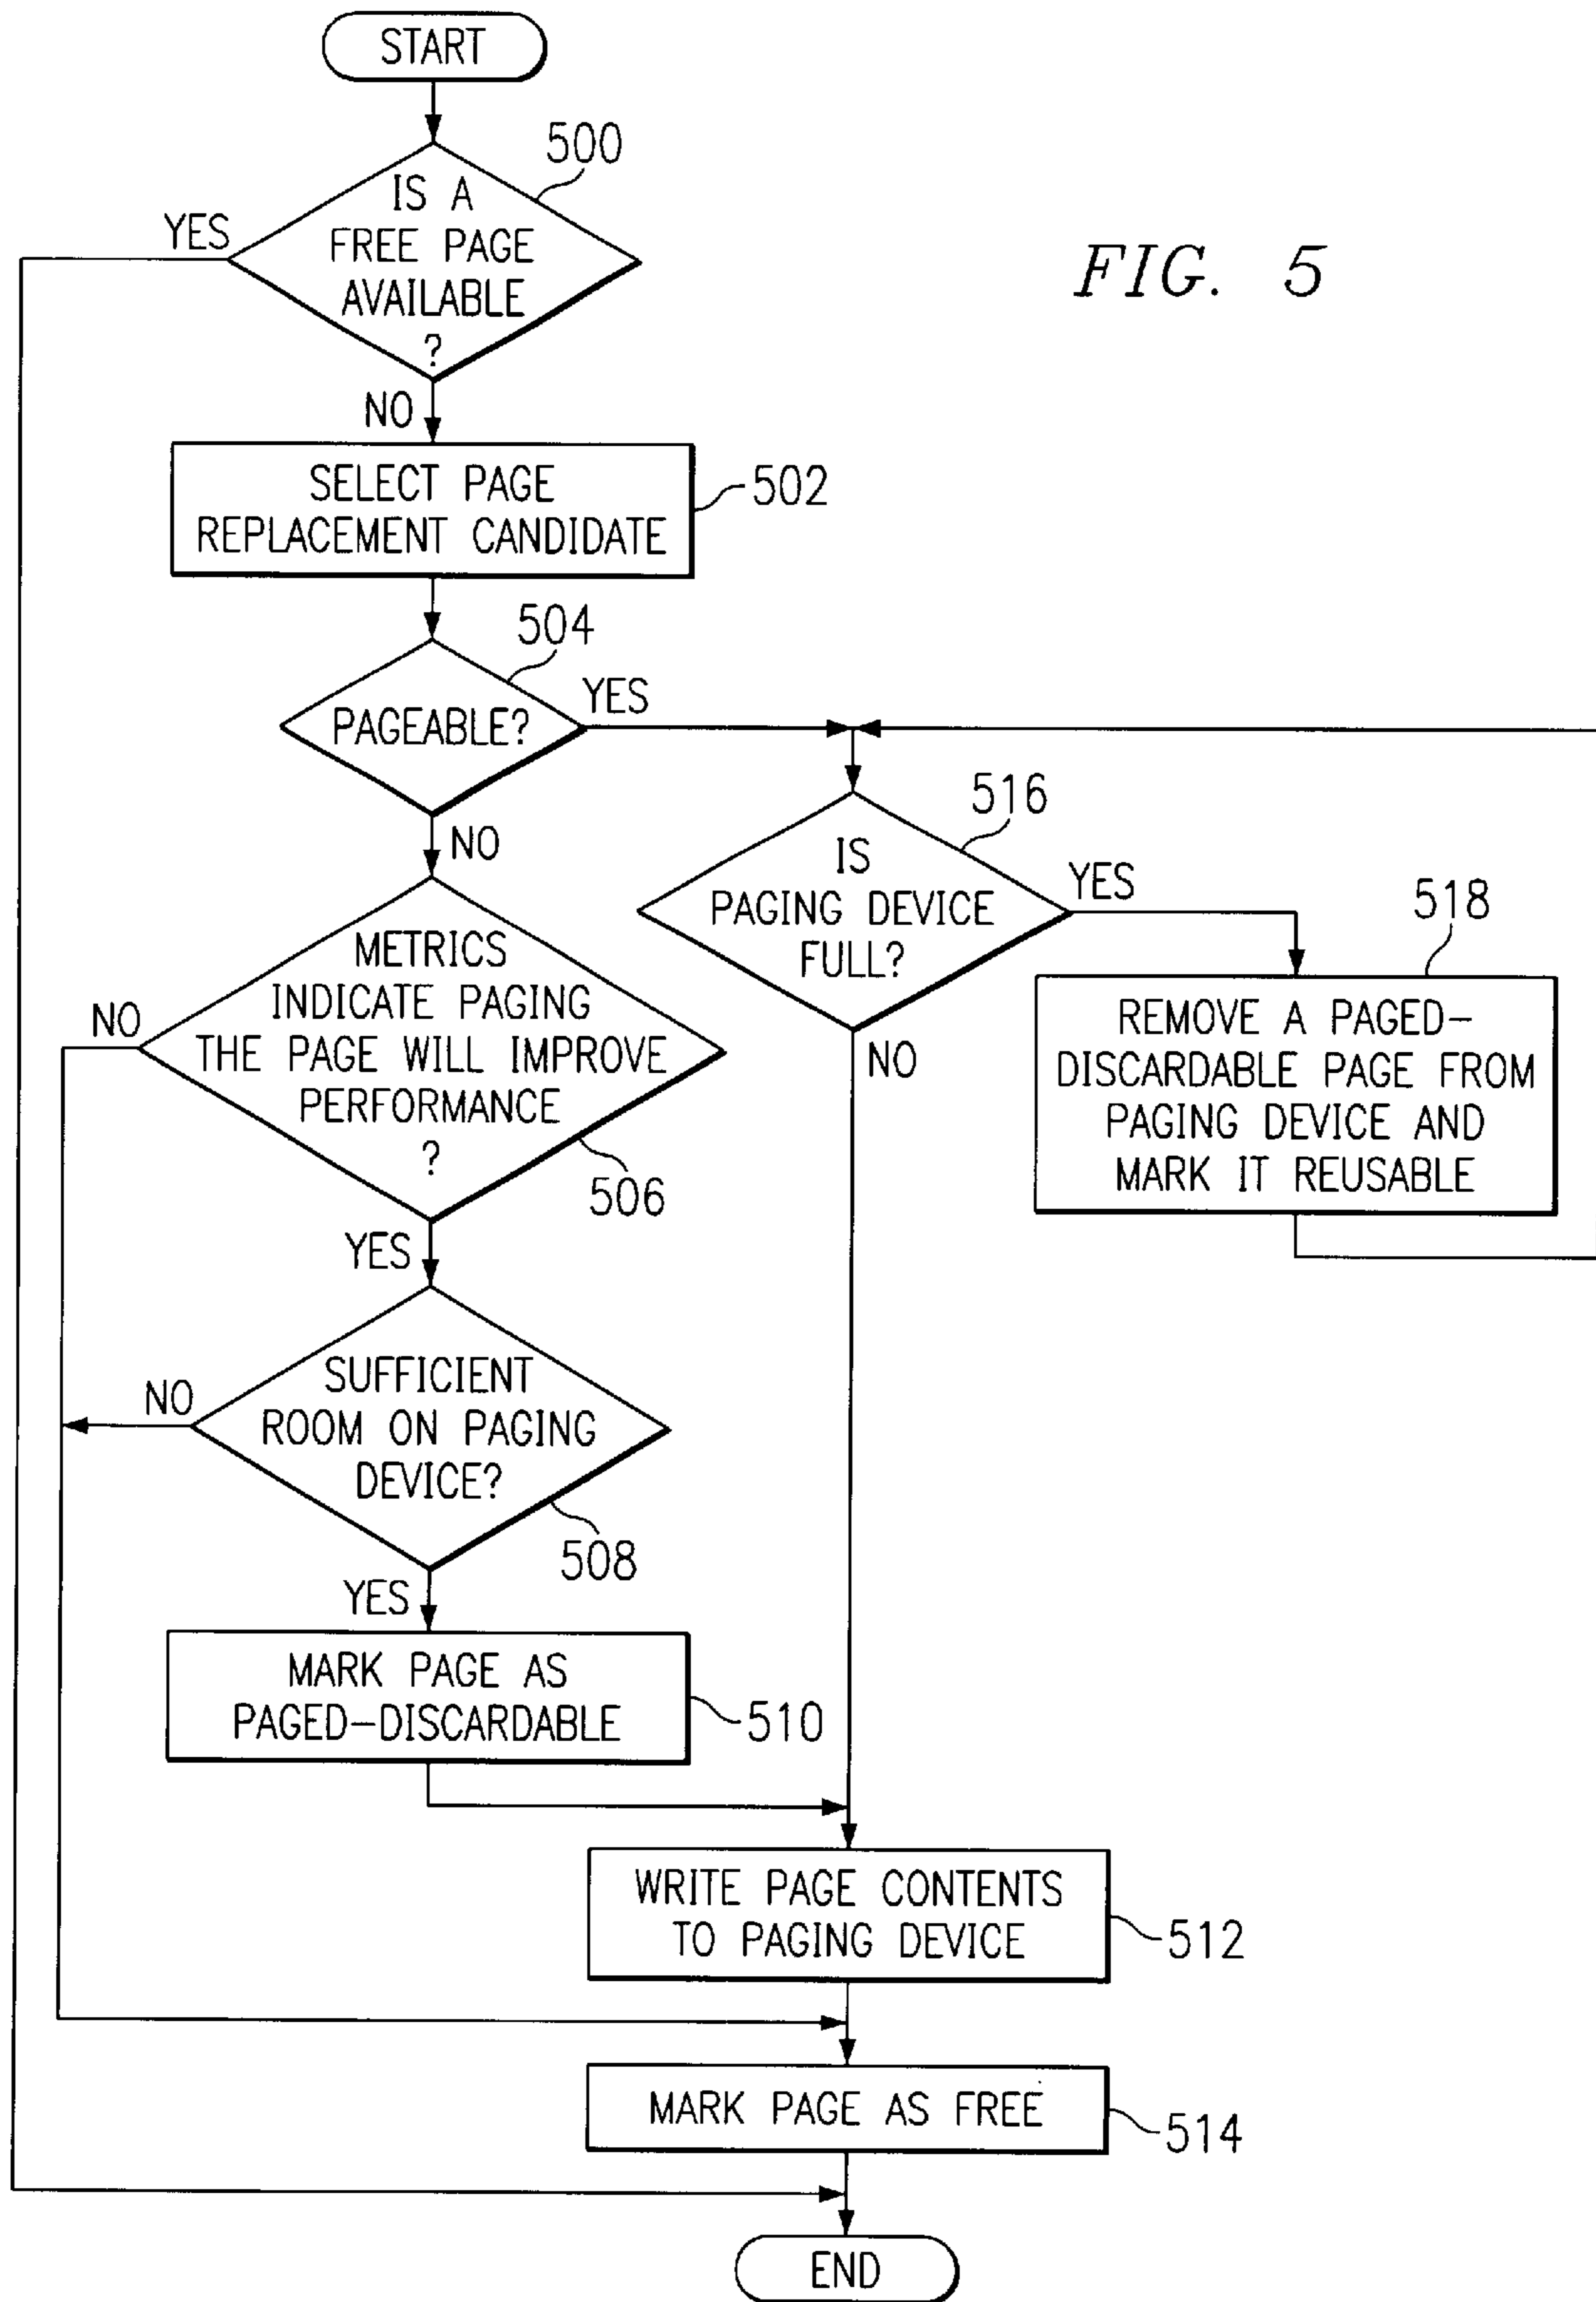 START
500
IS A
FREE PAGE
AVAILABLE
?
YES
FIG. 5
NO
SELECT PAGE
REPLACEMENT CANDIDATE
502
504
PAGEABLE?
YES
NO
516
IS
PAGING DEVICE
FULL?
YES
NO
518
REMOVE A PAGED-
DISCARDABLE PAGE FROM
PAGING DEVICE AND
MARK IT REUSABLE
METRICS
INDICATE PAGING
THE PAGE WILL IMPROVE
PERFORMANCE
?
NO
506
YES
SUFFICIENT
ROOM ON PAGING
DEVICE?
NO
508
YES
MARK PAGE AS
PAGED-DISCARDABLE
510
WRITE PAGE CONTENTS
TO PAGING DEVICE
512
MARK PAGE AS FREE
514
END